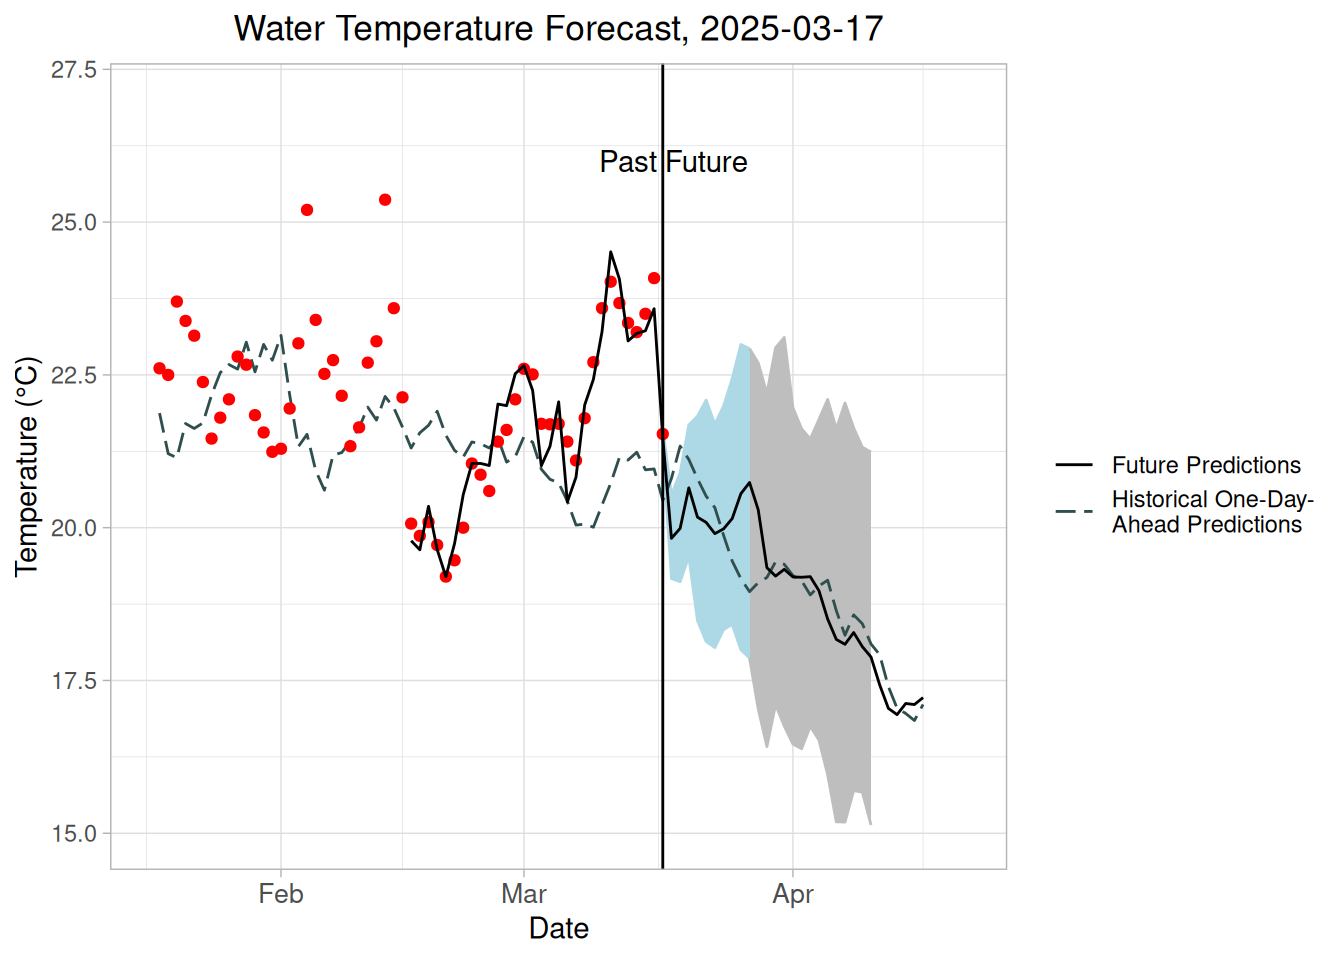 Water Temperature Forecast, 2025-03-17
27.5
25.0
22.5
20.0
17.5
15.0
Temperature (°C)
Past Future
Feb
Mar
Apr
Date
Future Predictions
Historical One-Day-
Ahead Predictions